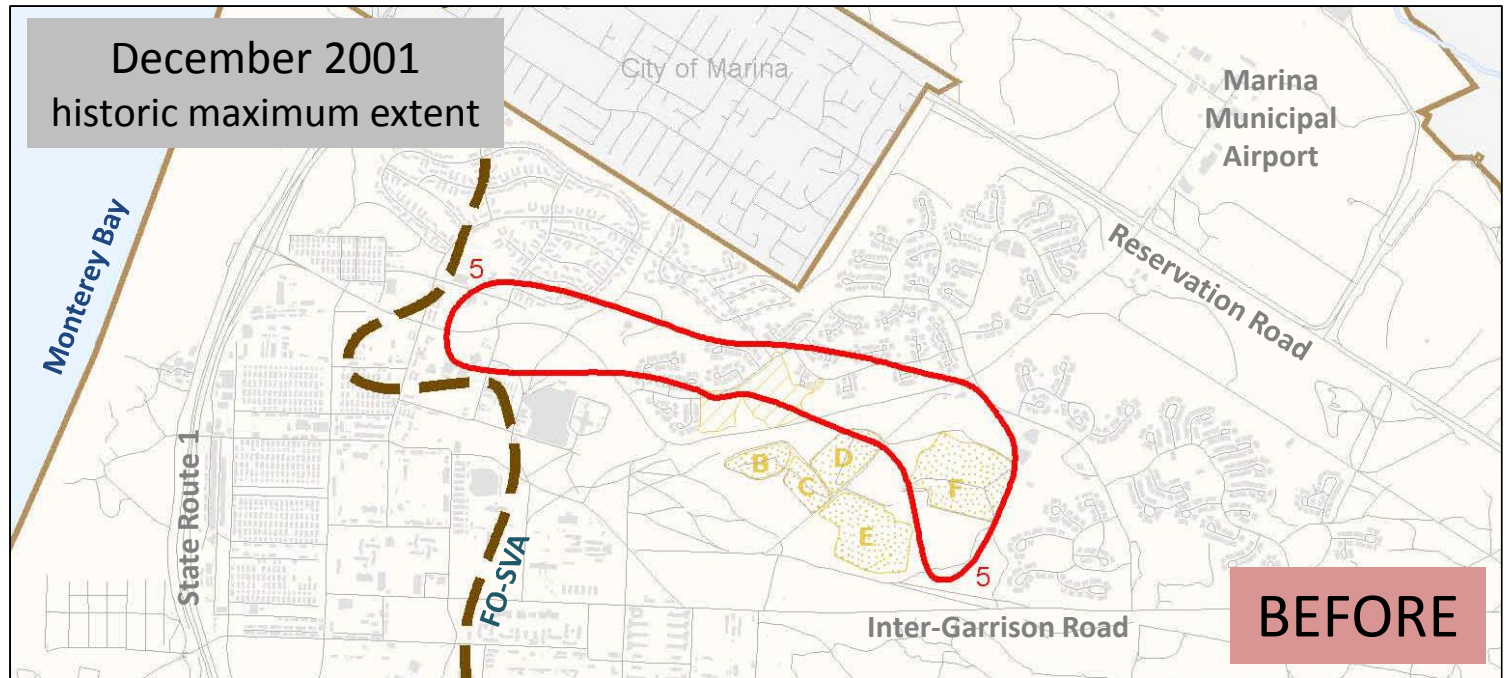 December 2001
historic maximum extent
City of Marina
Marina
Municipal
Airport
Monterey Bay
Reservation Road
5
State Route 1
B
D
C
F
E
FO-SVA
5
Inter-Garrison Road
BEFORE